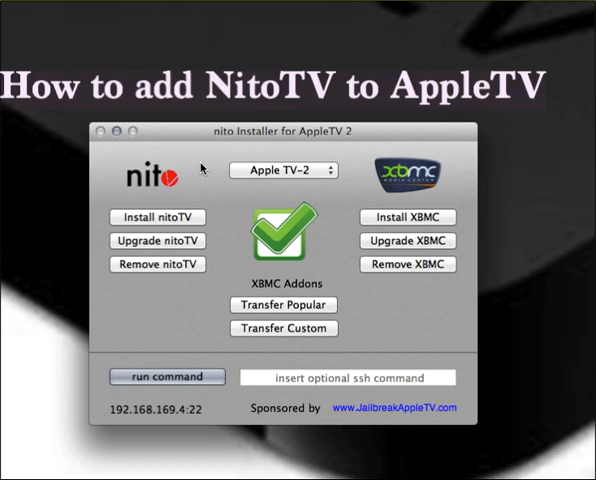 How to add NitoTV to AppleTV
nito Installer for AppleTV 2
nito
Apple TV-2
xbmc
MEDIA CENTER
Install nitoTV
Install XBMC
Upgrade nitoTV
Upgrade XBMC
Remove nitoTV
Remove XBMC
XBMC Addons
Transfer Popular
Transfer Custom
run command
insert optional ssh command
192.168.169.4:22
Sponsored by
www.JailbreakAppleTV.com